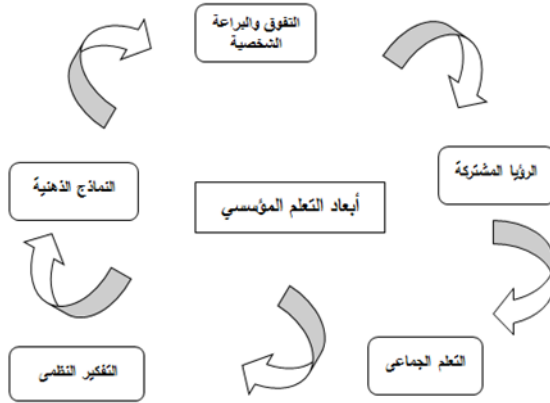 التفوق والبراعة
الشخصية
الرؤيا المشتركة
النماذج الذهنية
أبعاد التعلم المؤسسي
التعلم الجماعى
التفكير النظمى